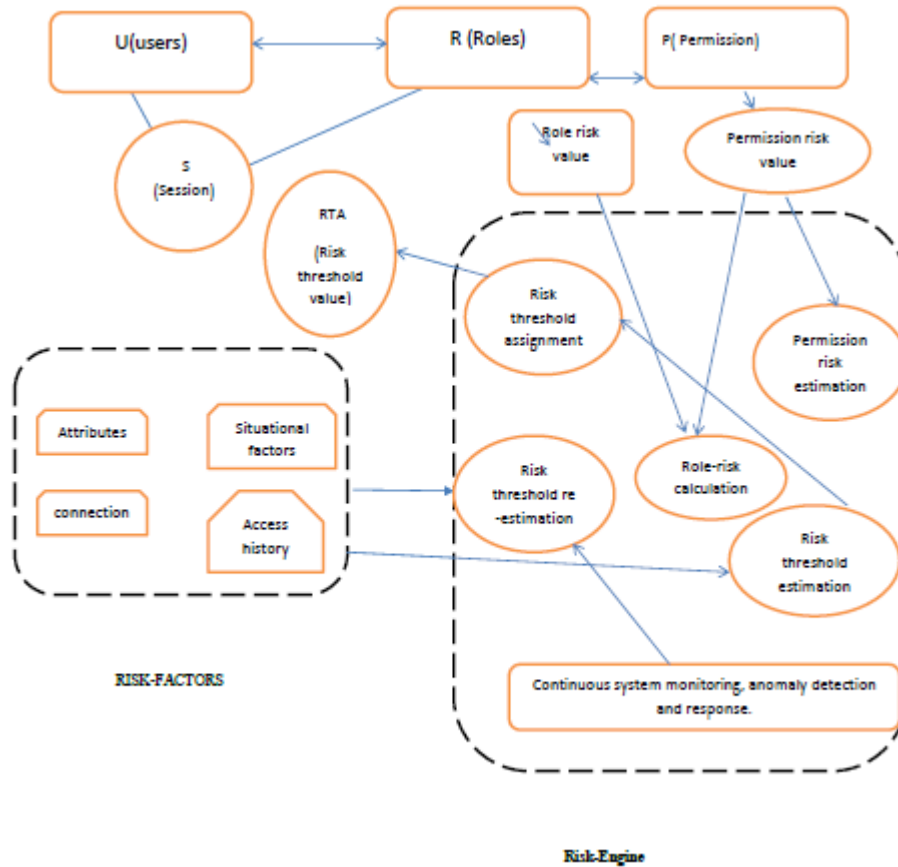 U(users)
R (Roles)
P( Permission)
S
(Session)
Role risk
value
Permission risk
value
RTA
(Risk
threshold
value)
Risk
threshold
assignment
Permission
risk
estimation
Attributes
Situational
factors
connection
Access
history
Risk
threshold re
-estimation
Role-risk
calculation
Risk
threshold
estimation
RISK-FACTORS
Continuous system monitoring, anomaly detection
and response.
Risk-Engine